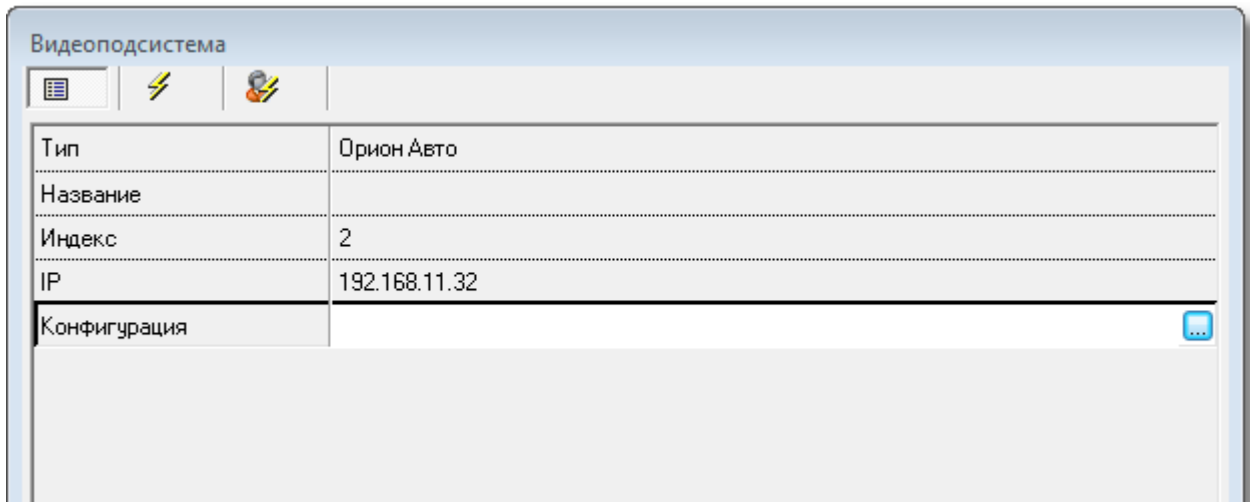 Видеоподсистема
Тип Орион Авто
Название
Индекс 2
IP 192.168.11.32
Конфигурация ...